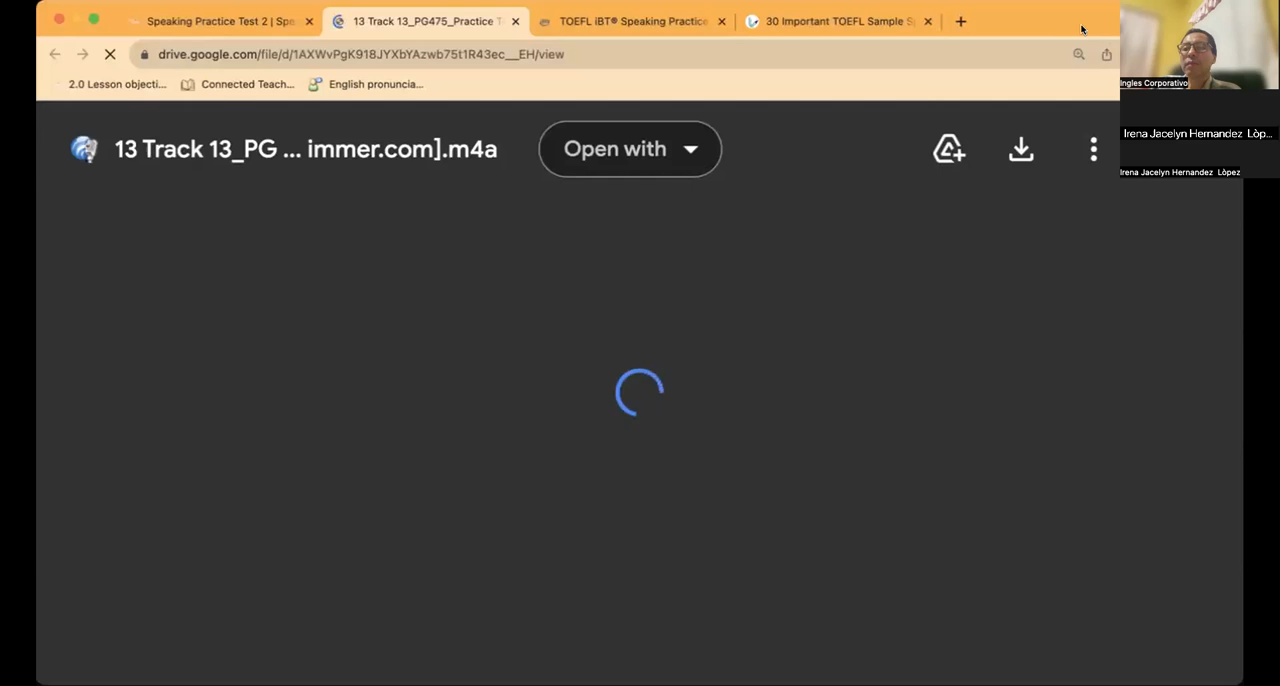 Speaking Practice Test 2 | Spe
13 Track 13_PG475_Practice T
TOEFL iBT® Speaking Practice
30 Important TOEFL Sample S
drive.google.com/file/d/1AXWvPgK918JYXbYAzwb75t1R43ec__EH/view
2.0 Lesson objecti...
Connected Teach...
English pronuncia...
13 Track 13_PG ... immer.com].m4a
Open with
Ingles Corporativo
Irena Jacelyn Hernandez Lòp...
Irena Jacelyn Hernandez Lòpez